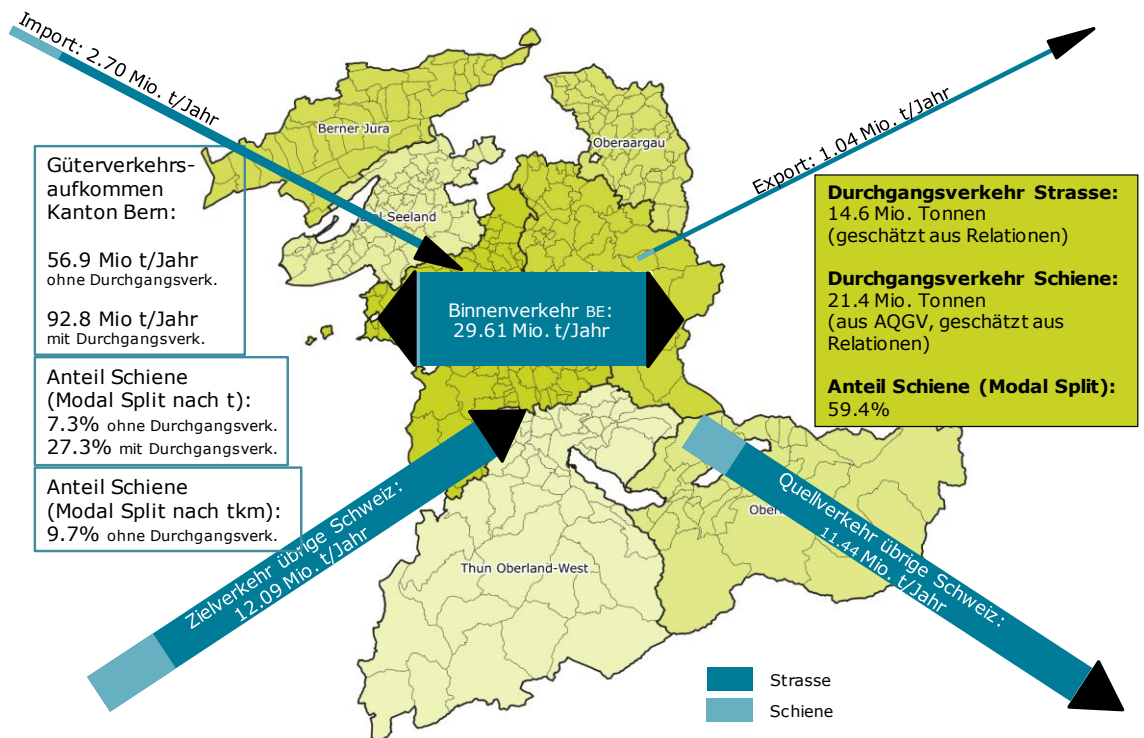 Import: 2.70 Mio. t/Jahr
Export: 1.04 Mio. t/Jahr
Berner Jura
Oberaargau
Seeland
Güterverkehrs-
aufkommen
Kanton Bern:
56.9 Mio t/Jahr
ohne Durchgangsverk.
92.8 Mio t/Jahr
mit Durchgangsverk.
Anteil Schiene
(Modal Split nach t):
7.3% ohne Durchgangsverk.
27.3% mit Durchgangsverk.
Anteil Schiene
(Modal Split nach tkm):
9.7% ohne Durchgangsverk.
Binnenverkehr BE:
29.61 Mio. t/Jahr
Durchgangsverkehr Strasse:
14.6 Mio. Tonnen
(geschätzt aus Relationen)
Durchgangsverkehr Schiene:
21.4 Mio. Tonnen
(aus AQGV, geschätzt aus
Relationen)
Anteil Schiene (Modal Split):
59.4%
Zielverkehr übrige Schweiz:
12.09 Mio. t/Jahr
Thun Oberland-West
Quellverkehr übrige Schweiz:
11.44 Mio. t/Jahr
Strasse
Schiene